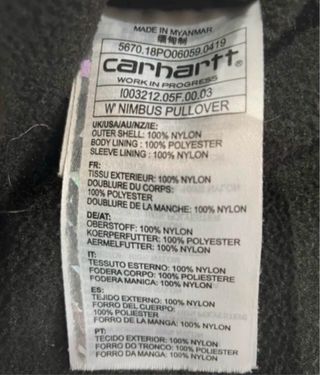 MADE IN MYANMAR
缅甸制
5670.18PO06059.0419
carhartt®
WORK IN PROGRESS
I003212.05F.00.03
W' NIMBUS PULLOVER
UK/USA/AU/NZ/IE:
OUTER SHELL: 100% NYLON
BODY LINING : 100% POLYESTER
SLEEVE LINING : 100% NYLON
FR:
TISSU EXTERIEUR: 100% NYLON
DOUBLURE DU CORPS:
100% POLYESTER
DOUBLURE DE LA MANCHE: 100% NYLON
DE/AT:
OBERSTOFF: 100% NYLON
KOERPERFUTTER: 100% POLYESTER
AERMELFUTTER: 100% NYLON
IT:
TESSUTO ESTERNO: 100% NYLON
FODERA CORPO: 100% POLIESTERE
FODERA MANICA: 100% NYLON
ES:
TEJIDO EXTERNO: 100% NYLON
FORRO DEL CUERPO:
100% POLIESTER
FORRO DE LA MANGA: 100% NYLON
PT:
TECIDO EXTERIOR: 100% NYLON
FORRO DO TRONCO: 100% POLIESTER
FORRO DA MANGA: 100% NYLON